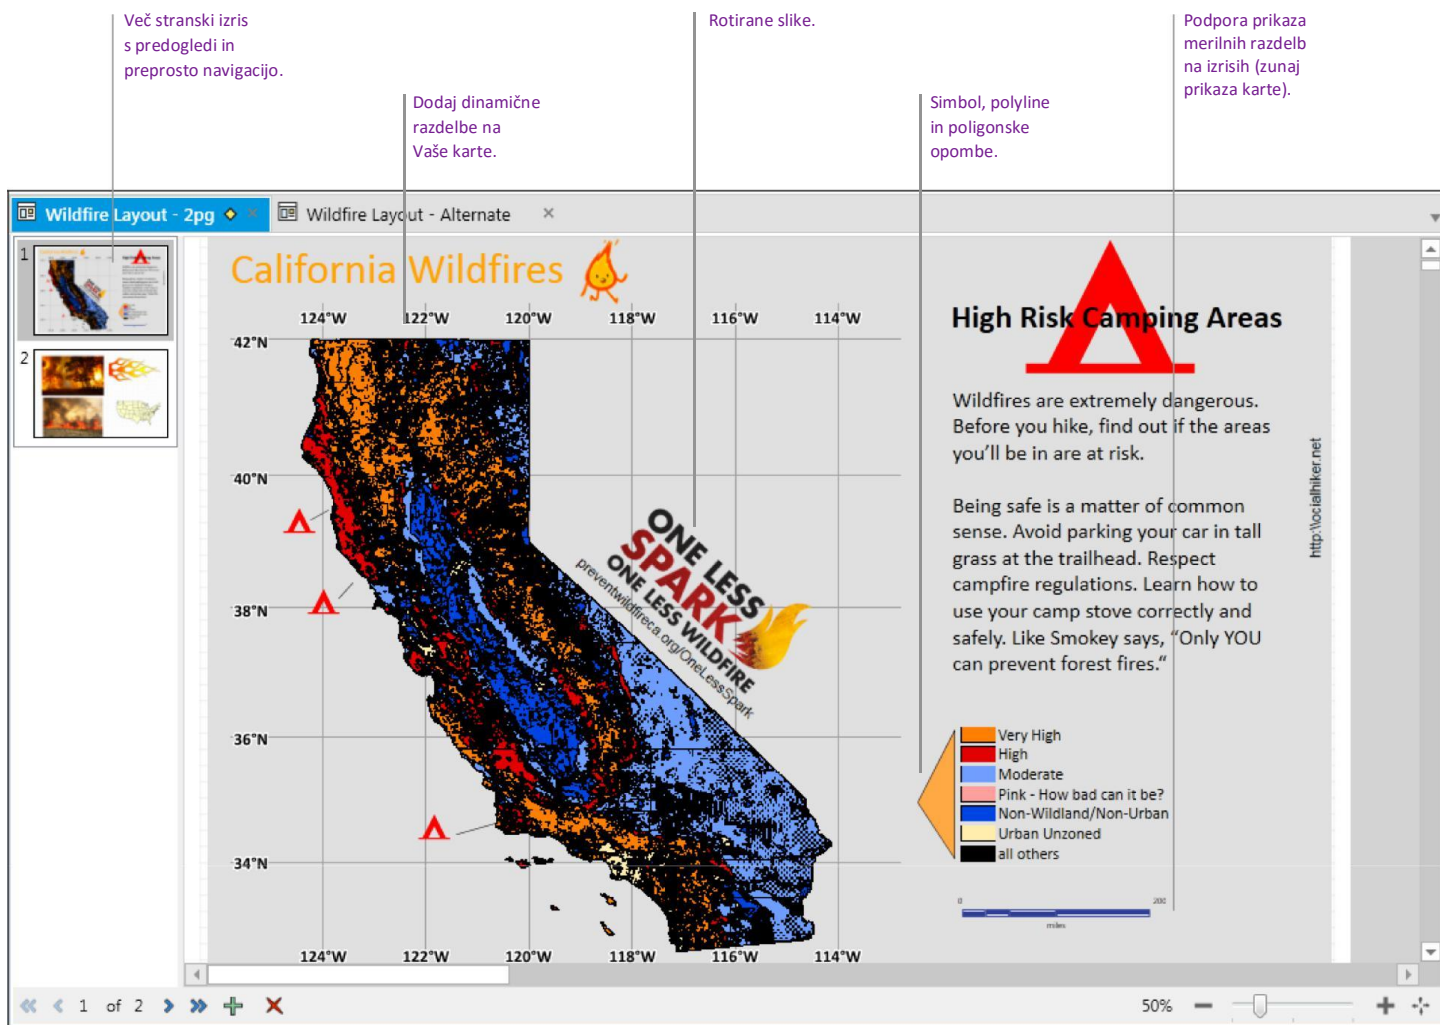 Več stranski izris
s predogledi in
preprosto navigacijo.
Rotirane slike.
Podpora prikaza
merilnih razdelb
na izrisih (zunaj
prikaza karte).
Dodaj dinamične
razdelbe na
Vaše karte.
Simbol, polyline
in poligonske
opombe.
Wildfire Layout - 2pg
Wildfire Layout - Alternate
1
2
California Wildfires
124°W 122°W 120°W 118°W 116°W 114°W
42°N
40°N
38°N
36°N
34°N
124°W 122°W 120°W 118°W 116°W 114°W
ONE LESS
SPARK
ONE LESS WILDFIRE
preventwildfireca.org/OneLessSpark
High Risk Camping Areas
Wildfires are extremely dangerous.
Before you hike, find out if the areas
you'll be in are at risk.
Being safe is a matter of common
sense. Avoid parking your car in tall
grass at the trailhead. Respect
campfire regulations. Learn how to
use your camp stove correctly and
safely. Like Smokey says, "Only YOU
can prevent forest fires."
http:\\ocialhiker.net
Very High
High
Moderate
Pink - How bad can it be?
Non-Wildland/Non-Urban
Urban Unzoned
all others
0 200
miles
1 of 2
50%